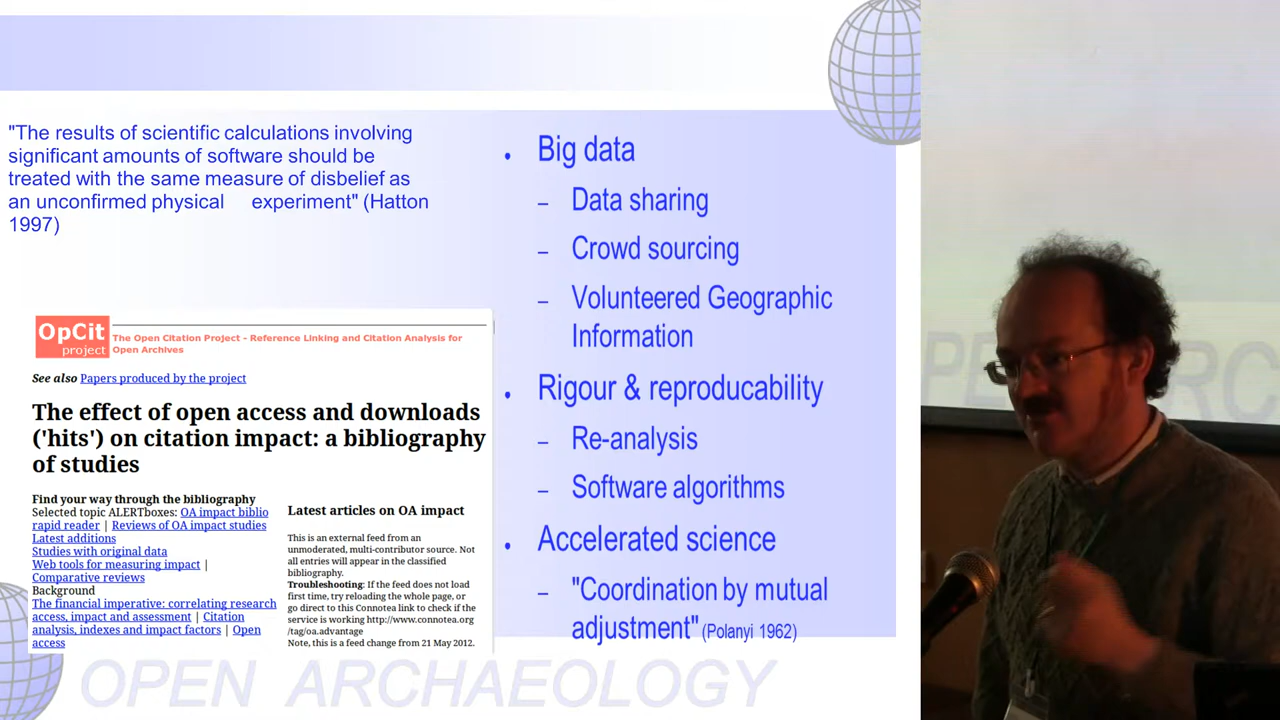 "The results of scientific calculations involving
significant amounts of software should be
treated with the same measure of disbelief as
an unconfirmed physical experiment" (Hatton
1997)
OpCit
project
The Open Citation Project - Reference Linking and Citation Analysis for
Open Archives
See also Papers produced by the project
The effect of open access and downloads
('hits') on citation impact: a bibliography
of studies
Find your way through the bibliography
Selected topic ALERTboxes: OA impact biblio
rapid reader | Reviews of OA impact studies
Latest additions
Studies with original data
Web tools for measuring impact |
Comparative reviews
Background
The financial imperative: correlating research
access, impact and assessment | Citation
analysis, indexes and impact factors | Open
access
Latest articles on OA impact
This is an external feed from an
unmoderated, multi-contributor source. Not
all entries will appear in the classified
bibliography.
Troubleshooting: If the feed does not load
first time, try reloading the whole page, or
go direct to this Connotea link to check if the
service is working http://www.connotea.org
/tag/oa.advantage
Note, this is a feed change from 21 May 2012.
• Big data
– Data sharing
– Crowd sourcing
– Volunteered Geographic
Information
• Rigour & reproducability
– Re-analysis
– Software algorithms
• Accelerated science
– "Coordination by mutual
adjustment" (Polanyi 1962)
OPEN ARCHAEOLOGY
OPEN ARC